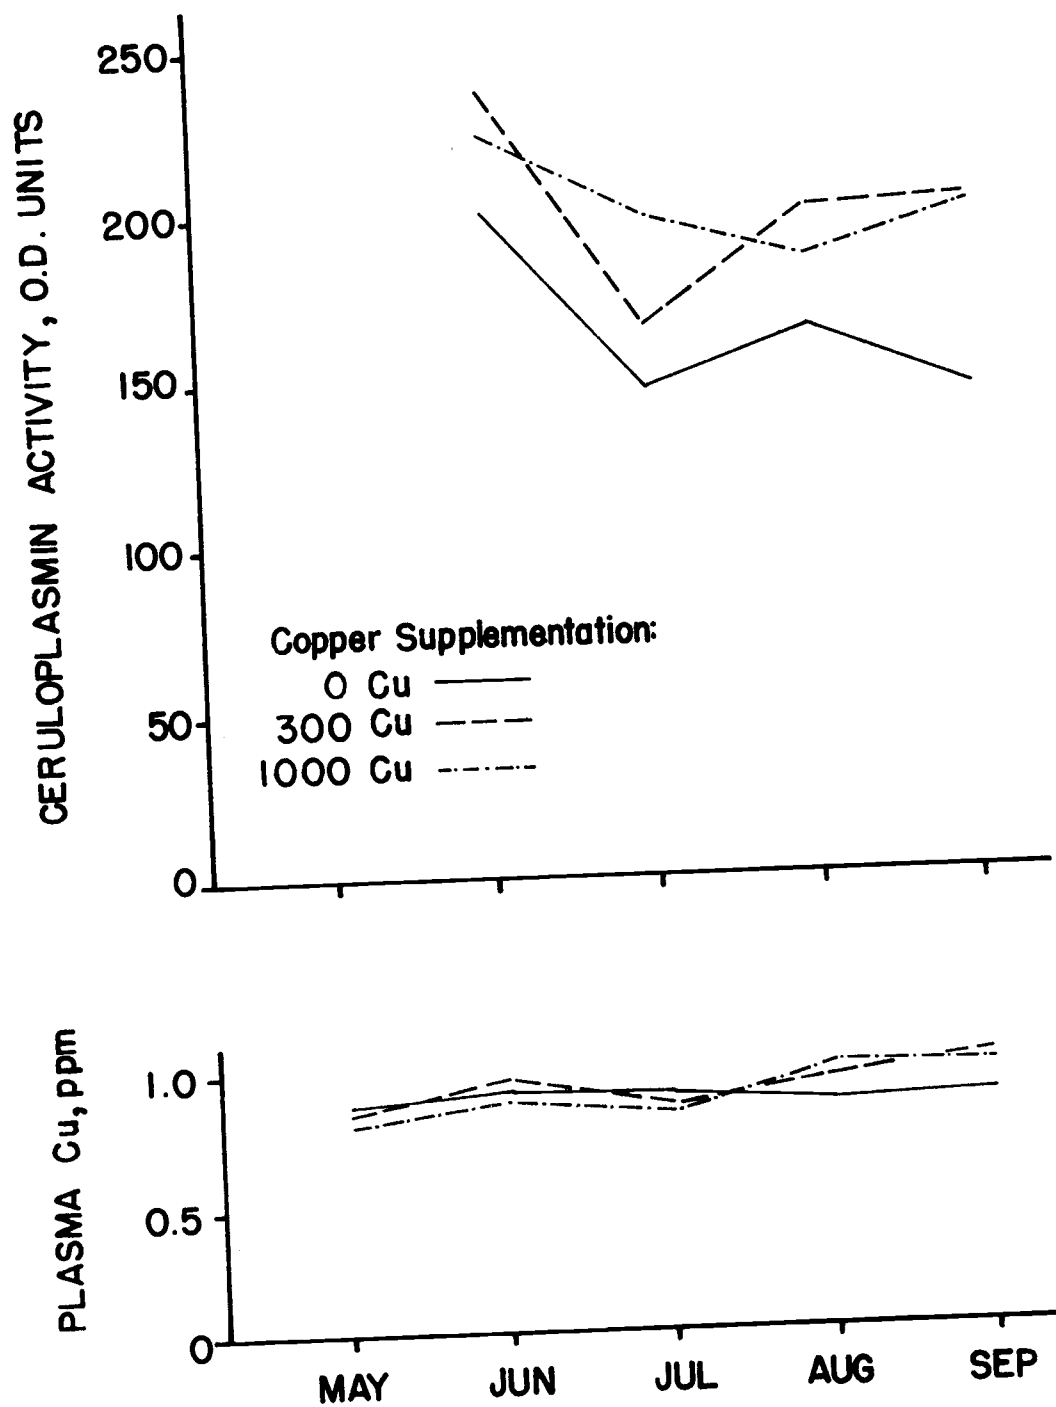 CERULOPLASMIN ACTIVITY, O.D. UNITS
250
200
150
100
50
0
Copper Supplementation:
0 Cu
300 Cu
1000 Cu
PLASMA Cu, ppm
1.0
0.5
0
MAY JUN JUL AUG SEP